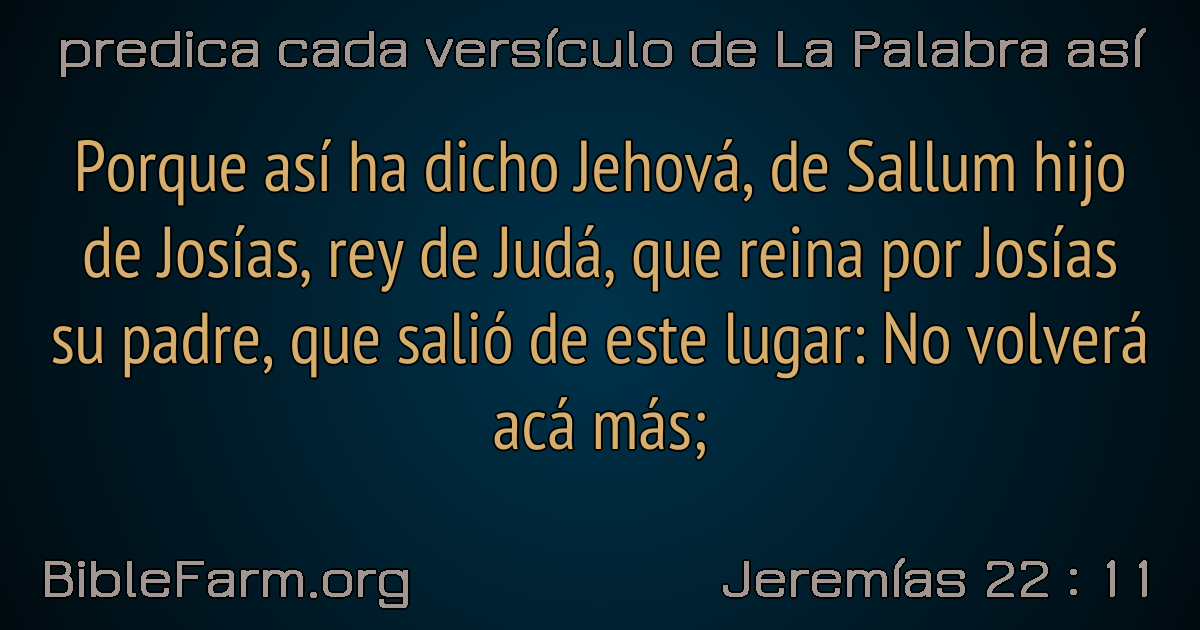 predica cada versículo de La Palabra así
Porque así ha dicho Jehová, de Sallum hijo
de Josías, rey de Judá, que reina por Josías
su padre, que salió de este lugar: No volverá
acá más;
BibleFarm.org
Jeremías 22 : 11